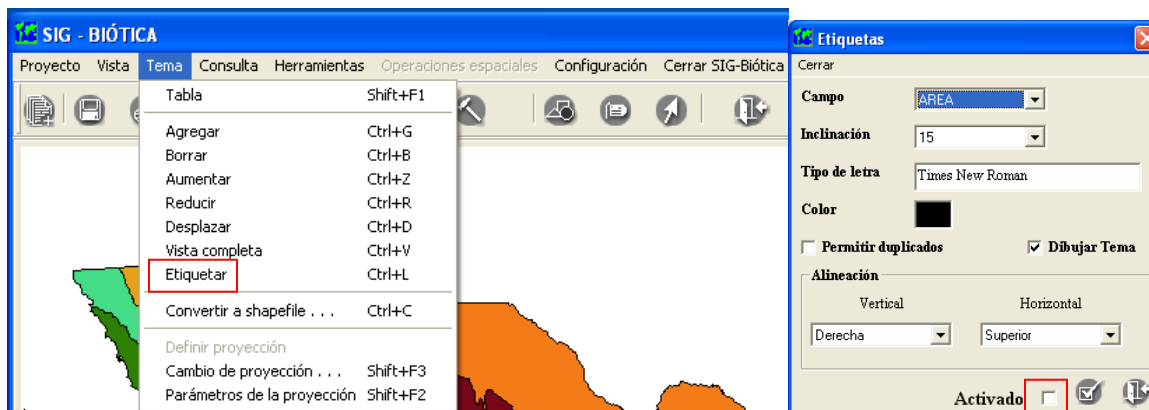 SIG - BIÓTICA
Proyecto Vista Tema Consulta Herramientas Operaciones espaciales Configuración Cerrar SIG-Biótica
Tabla Shift+F1
Agregar Ctrl+G
Borrar Ctrl+B
Aumentar Ctrl+Z
Reducir Ctrl+R
Desplazar Ctrl+D
Vista completa Ctrl+V
Etiquetar Ctrl+L
Convertir a shapefile . . . Ctrl+C
Definir proyección
Cambio de proyección . . . Shift+F3
Parámetros de la proyección Shift+F2
Etiquetas
Cerrar
Campo AREA
Inclinación 15
Tipo de letra Times New Roman
Color
Permitir duplicados Dibujar Tema
Alineación
Vertical Horizontal
Derecha Superior
Activado